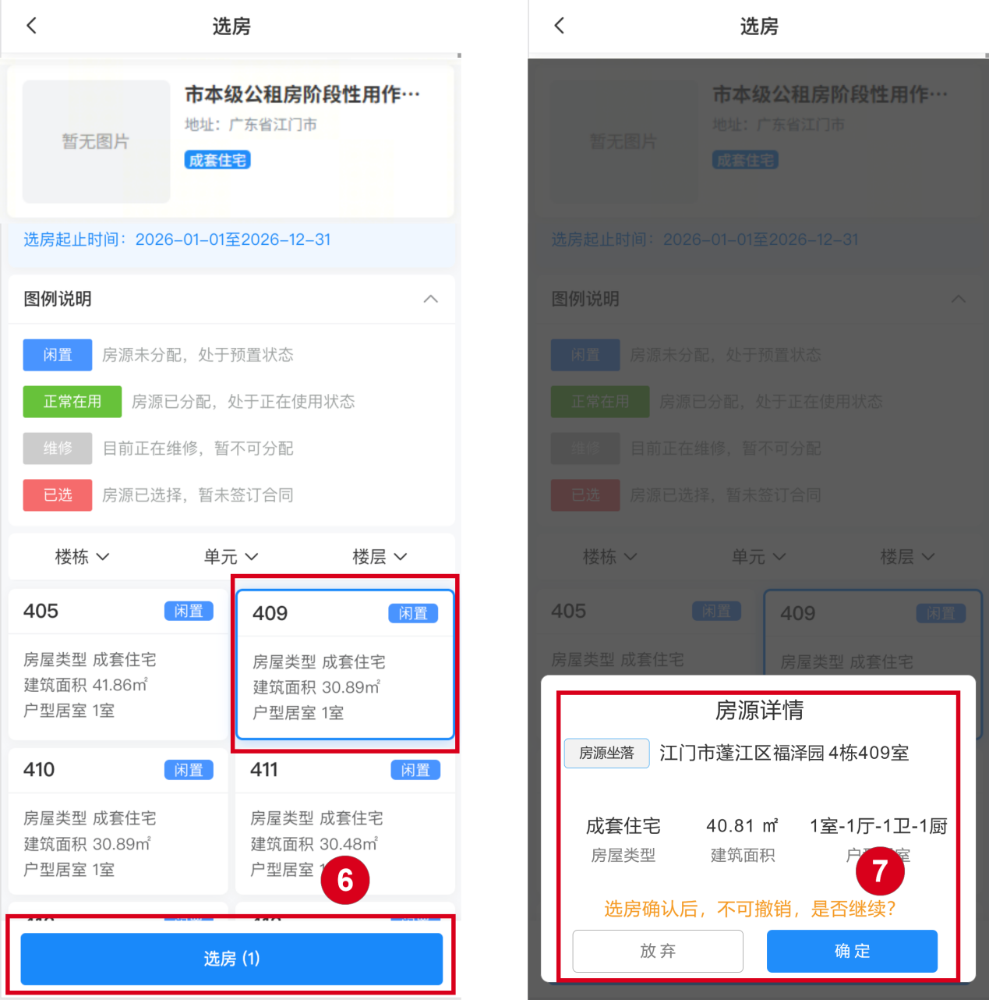 选房
市本级公租房阶段性用作···
地址：广东省江门市
暂无图片
成套住宅
选房起止时间：2026-01-01至2026-12-31
图例说明
闲置 房源未分配，处于预置状态
正常在用 房源已分配，处于正在使用状态
维修 目前正在维修，暂不可分配
已选 房源已选择，暂未签订合同
楼栋 单元 楼层
405 闲置
房屋类型 成套住宅
建筑面积 41.86㎡
户型居室 1室
409 闲置
房屋类型 成套住宅
建筑面积 30.89㎡
户型居室 1室
410 闲置
房屋类型 成套住宅
建筑面积 30.89㎡
户型居室 1室
411 闲置
房屋类型 成套住宅
建筑面积 30.48㎡
户型居室 1
6
选房 (1)
选房
市本级公租房阶段性用作···
地址：广东省江门市
暂无图片
成套住宅
选房起止时间：2026-01-01至2026-12-31
图例说明
闲置 房源未分配，处于预置状态
正常在用 房源已分配，处于正在使用状态
维修 目前正在维修，暂不可分配
已选 房源已选择，暂未签订合同
楼栋 单元 楼层
405 闲置
房屋类型 成套住宅
409 闲置
房屋类型 成套住宅
房源详情
房源坐落 江门市蓬江区福泽园 4栋409室
成套住宅 40.81 ㎡ 1室-1厅-1卫-1厨
房屋类型 建筑面积 户 室
7
选房确认后，不可撤销，是否继续？
放弃 确定